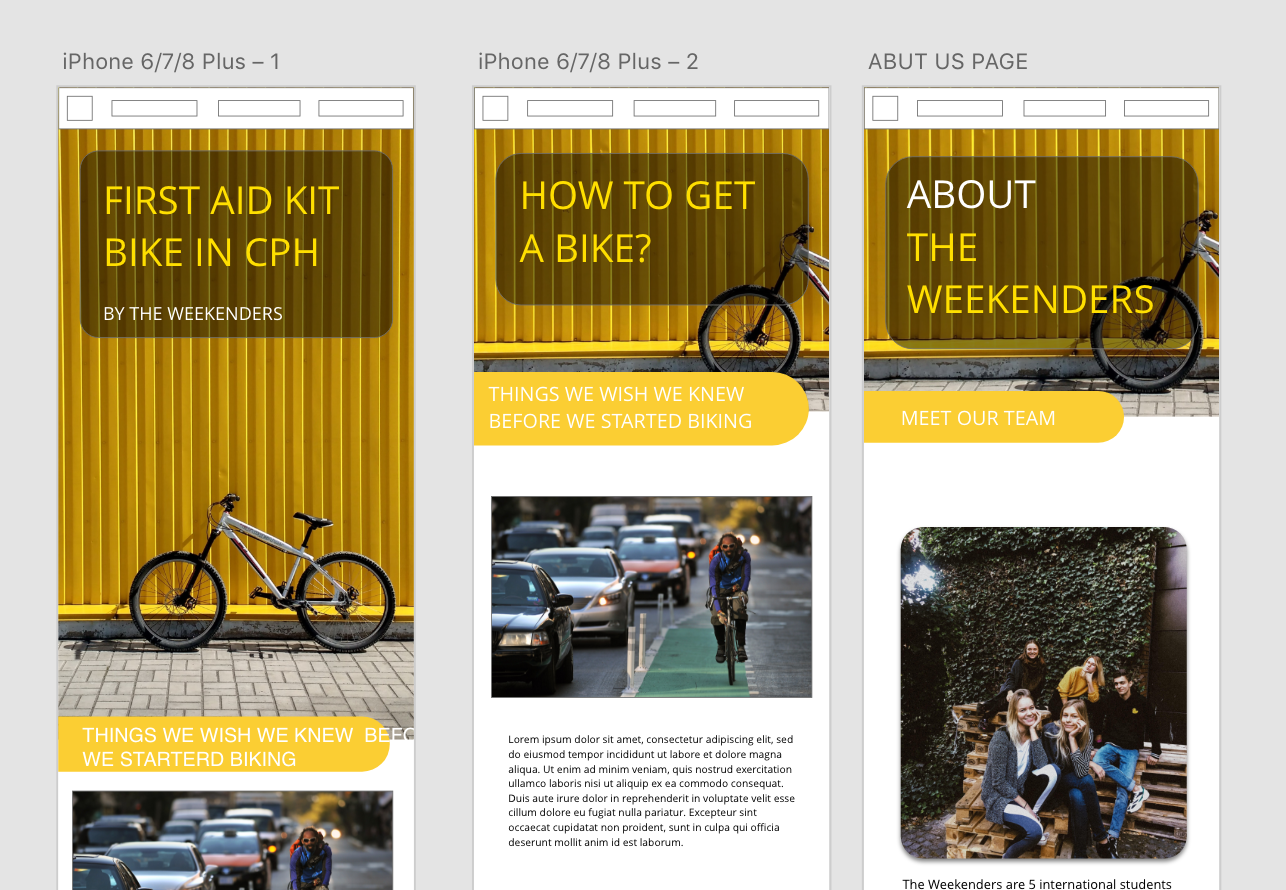 iPhone 6/7/8 Plus – 1
FIRST AID KIT
BIKE IN CPH
BY THE WEEKENDERS
THINGS WE WISH WE KNEW BEFO
WE STARTERD BIKING
iPhone 6/7/8 Plus – 2
HOW TO GET
A BIKE?
THINGS WE WISH WE KNEW
BEFORE WE STARTED BIKING
Lorem ipsum dolor sit amet, consectetur adipiscing elit, sed
do eiusmod tempor incididunt ut labore et dolore magna
aliqua. Ut enim ad minim veniam, quis nostrud exercitation
ullamco laboris nisi ut aliquip ex ea commodo consequat.
Duis aute irure dolor in reprehenderit in voluptate velit esse
cillum dolore eu fugiat nulla pariatur. Excepteur sint
occaecat cupidatat non proident, sunt in culpa qui officia
deserunt mollit anim id est laborum.
ABUT US PAGE
ABOUT
THE
WEEKENDERS
MEET OUR TEAM
The Weekenders are 5 international students